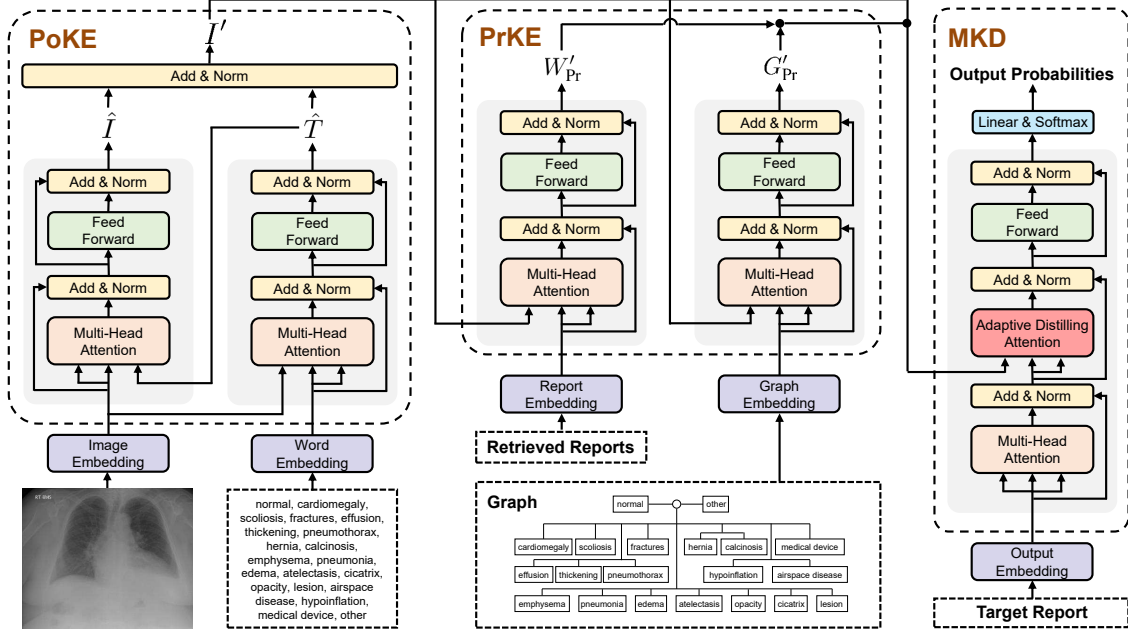 PoKE
I′
Add & Norm
Î
T̂
Add & Norm
Feed
Forward
Add & Norm
Multi-Head
Attention
Add & Norm
Feed
Forward
Add & Norm
Multi-Head
Attention
Image
Embedding
Word
Embedding
normal, cardiomegaly,
scoliosis, fractures, effusion,
thickening, pneumothorax,
hernia, calcinosis,
emphysema, pneumonia,
edema, atelectasis, cicatrix,
opacity, lesion, airspace
disease, hypoinflation,
medical device, other
PrKE
W′Pr
G′Pr
Add & Norm
Feed
Forward
Add & Norm
Multi-Head
Attention
Add & Norm
Feed
Forward
Add & Norm
Multi-Head
Attention
Report
Embedding
Graph
Embedding
Retrieved Reports
Graph
normal
other
cardiomegaly
scoliosis
fractures
hernia
calcinosis
medical device
effusion
thickening
pneumothorax
hypoinflation
airspace disease
emphysema
pneumonia
edema
atelectasis
opacity
cicatrix
lesion
MKD
Output Probabilities
Linear & Softmax
Add & Norm
Feed
Forward
Add & Norm
Adaptive Distilling
Attention
Add & Norm
Multi-Head
Attention
Output
Embedding
Target Report